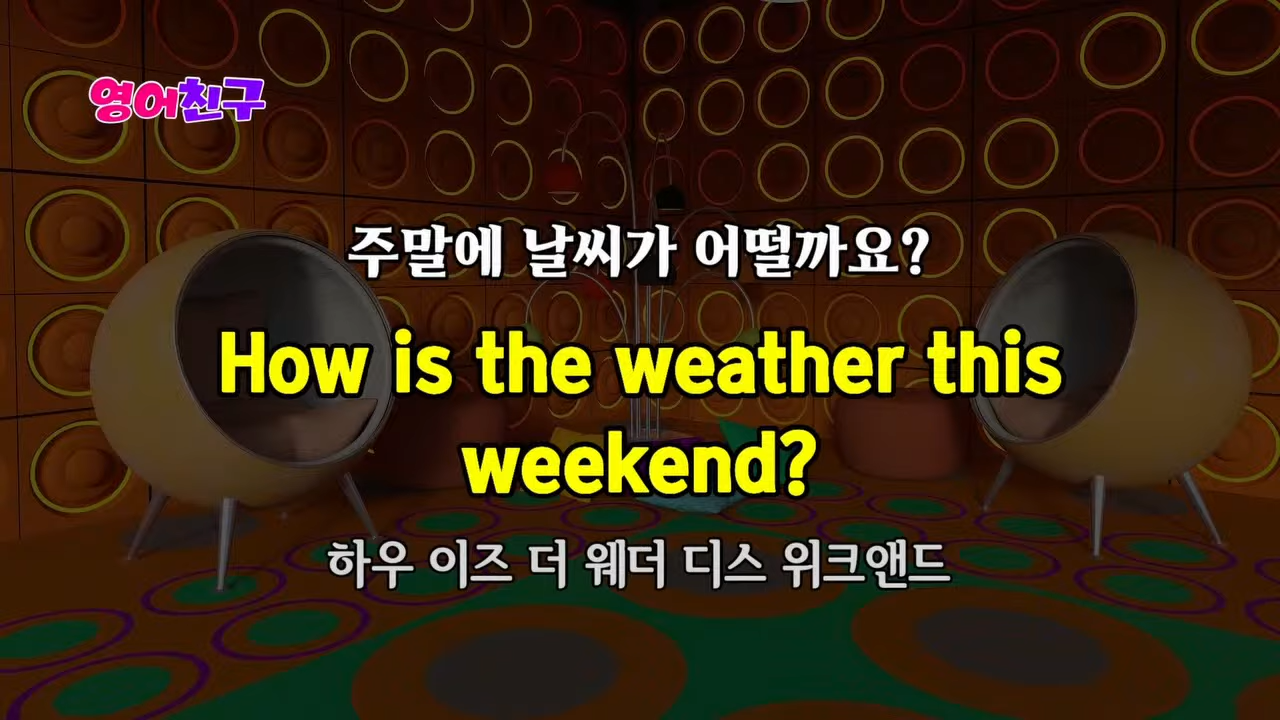 영어친구
주말에 날씨가 어떨까요?
How is the weather this
weekend?
하우 이즈 더 웨더 디스 위크앤드